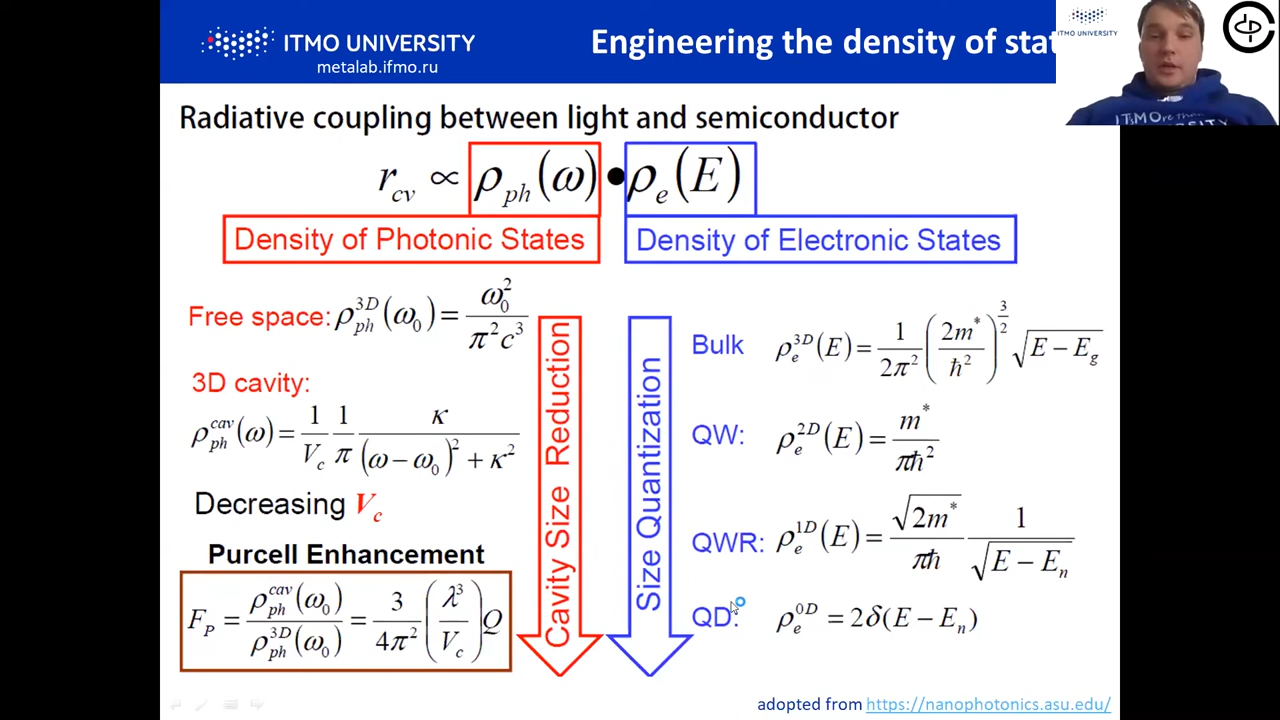 ITMO UNIVERSITY
metalab.ifmo.ru
Engineering the density of stat
ITMO UNIVERSITY
Radiative coupling between light and semiconductor
r_cv ∝ ρ_ph(ω) • ρ_e(E)
Density of Photonic States
Density of Electronic States
Free space: ρ_ph^3D(ω_0) = ω_0^2 / π^2 c^3
3D cavity:
ρ_ph^cav(ω) = 1/V_c 1/π κ / ((ω − ω_0)^2 + κ^2)
Decreasing V_c
Purcell Enhancement
F_P = ρ_ph^cav(ω_0) / ρ_ph^3D(ω_0) = 3 / 4π^2 (λ^3 / V_c) Q
Cavity Size Reduction
Size Quantization
Bulk ρ_e^3D(E) = 1 / 2π^2 (2m* / ħ^2)^(3/2) √(E − E_g)
QW: ρ_e^2D(E) = m* / πħ^2
QWR: ρ_e^1D(E) = √(2m*) / πħ 1 / √(E − E_n)
QD: ρ_e^0D = 2δ(E − E_n)
adopted from https://nanophotonics.asu.edu/